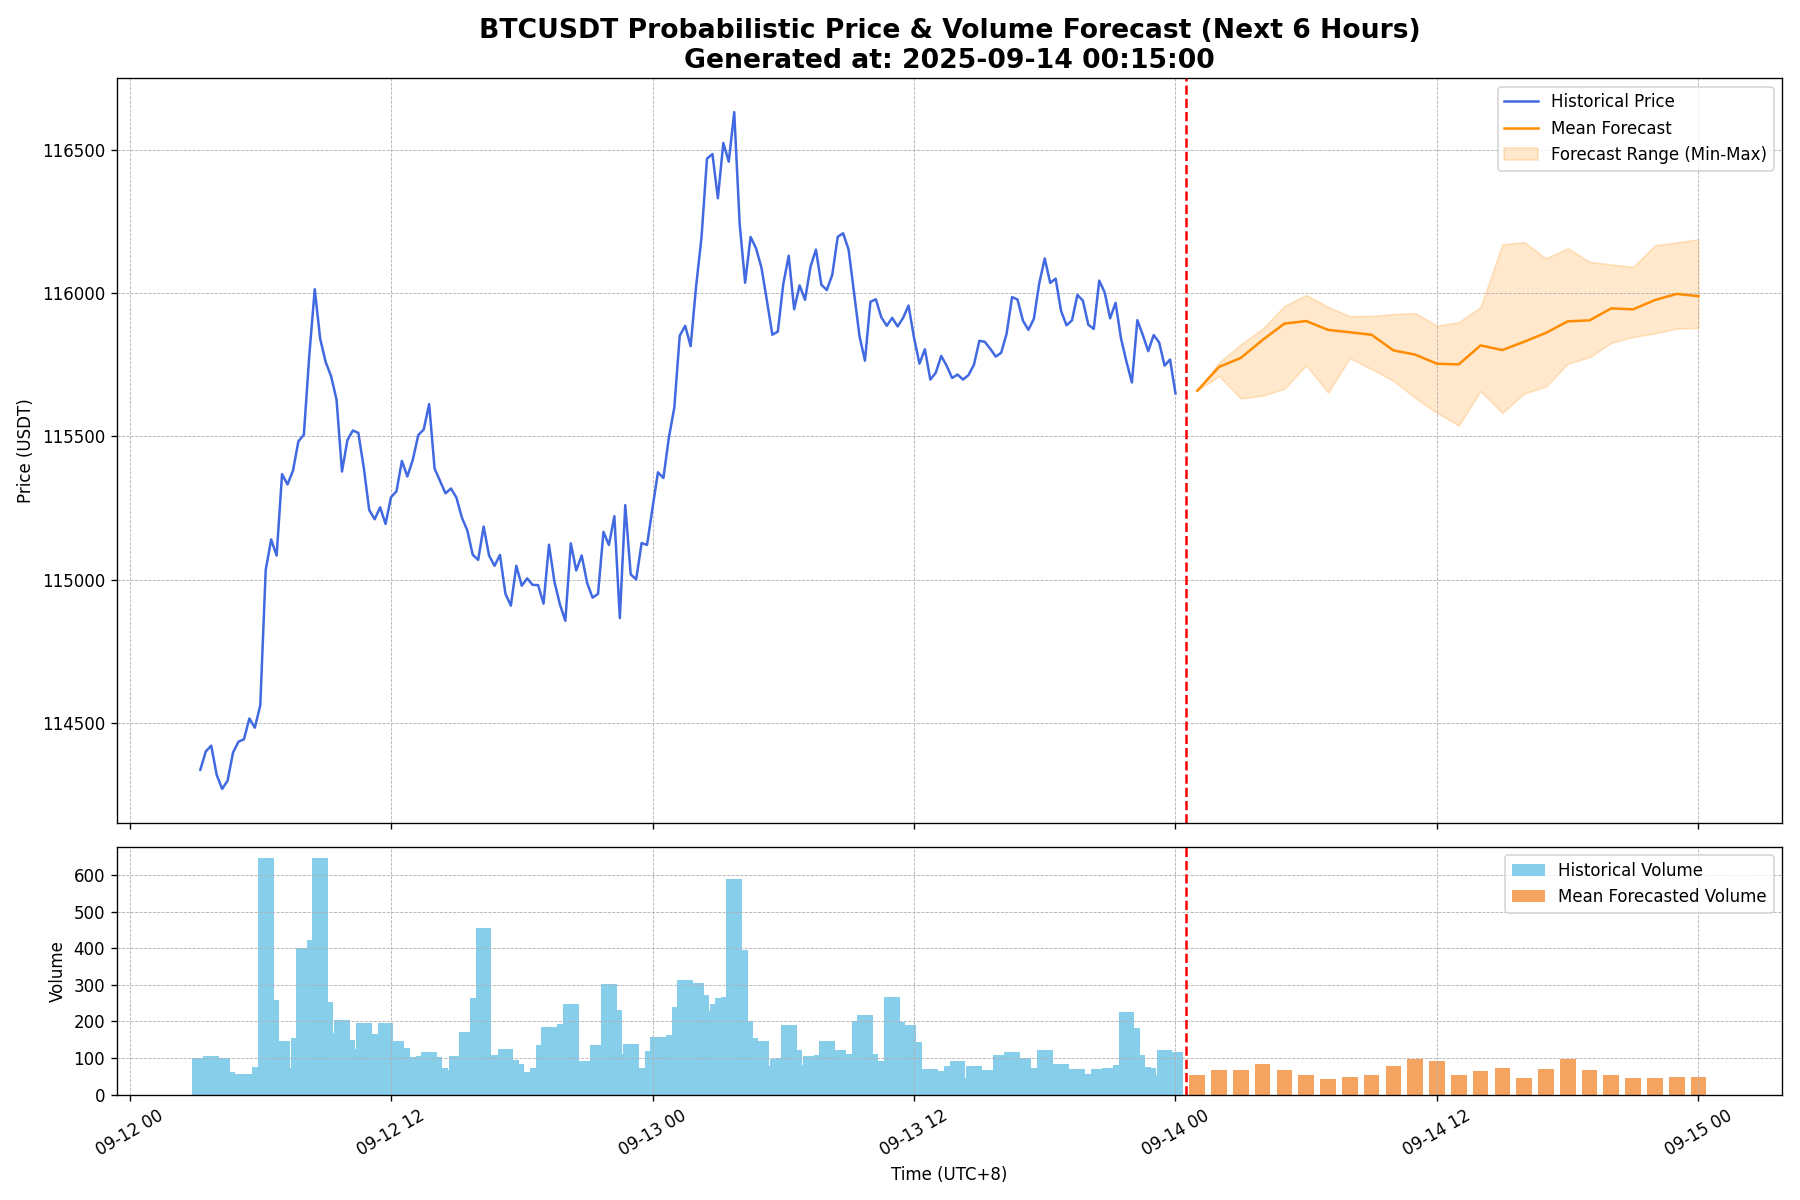 BTCUSDT Probabilistic Price & Volume Forecast (Next 6 Hours)
Generated at: 2025-09-14 00:15:00
Historical Price
Mean Forecast
Forecast Range (Min-Max)
116500
116000
115500
115000
114500
Price (USDT)
Historical Volume
Mean Forecasted Volume
600
500
400
300
200
100
0
Volume
09-12 00
09-12 12
09-13 00
09-13 12
09-14 00
09-14 12
09-15 00
Time (UTC+8)